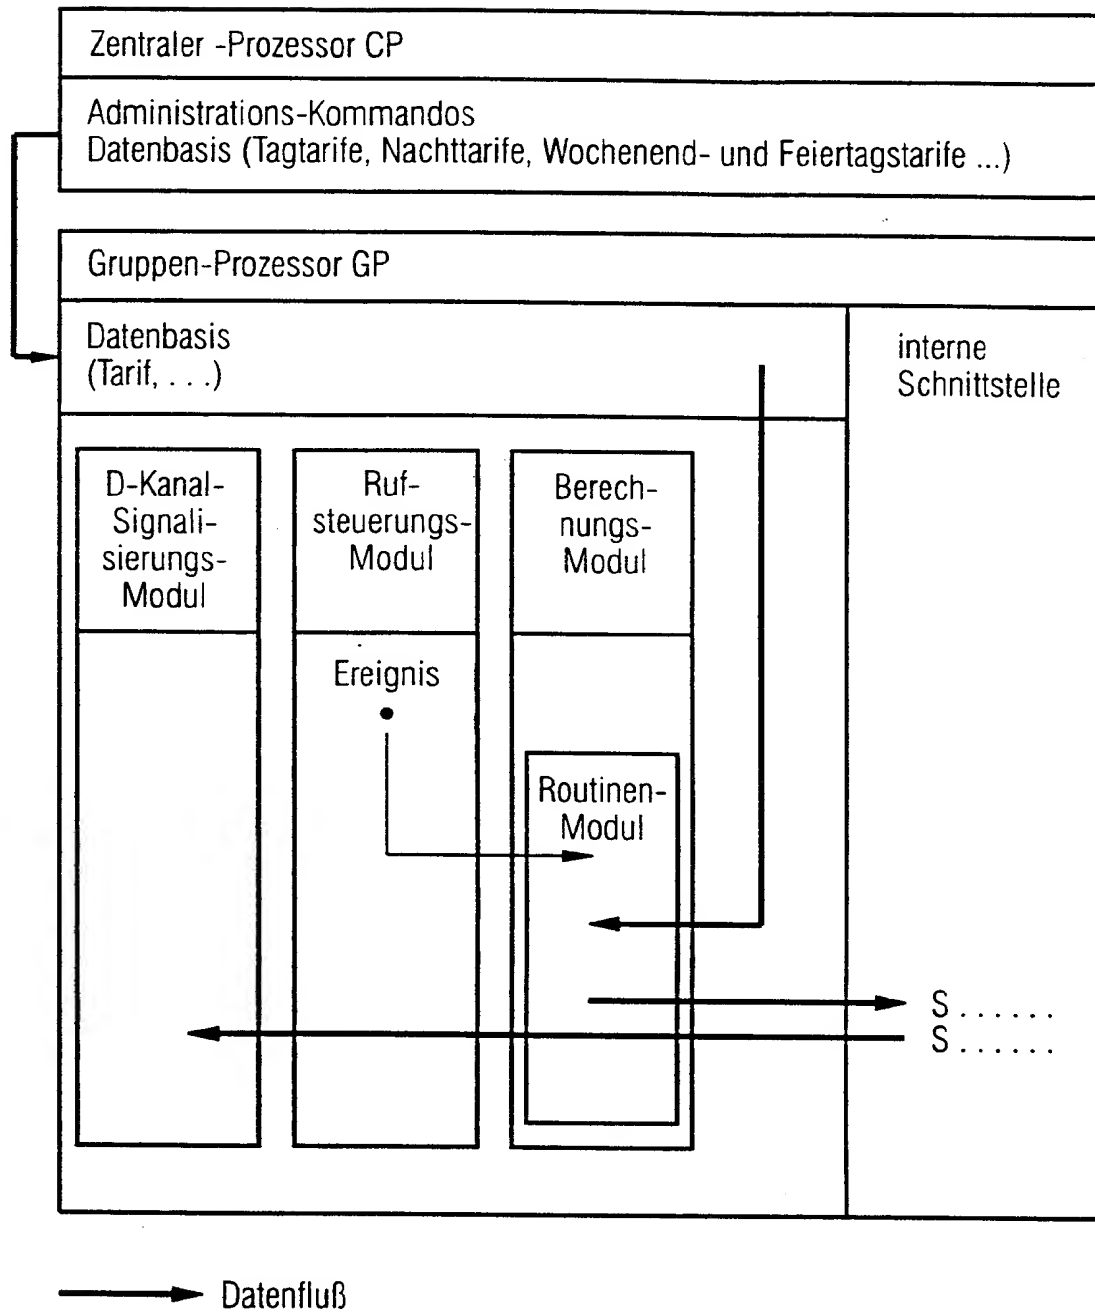 Zentraler -Prozessor CP
Administrations-Kommandos
Datenbasis (Tagtarife, Nachttarife, Wochenend- und Feiertagstarife ...)
Gruppen-Prozessor GP
Datenbasis
(Tarif, . . .)
interne
Schnittstelle
D-Kanal-
Signali-
sierungs-
Modul
Ruf-
steuerungs-
Modul
Berech-
nungs-
Modul
Ereignis
Routinen-
Modul
S . . . . . .
S . . . . . .
Datenfluß